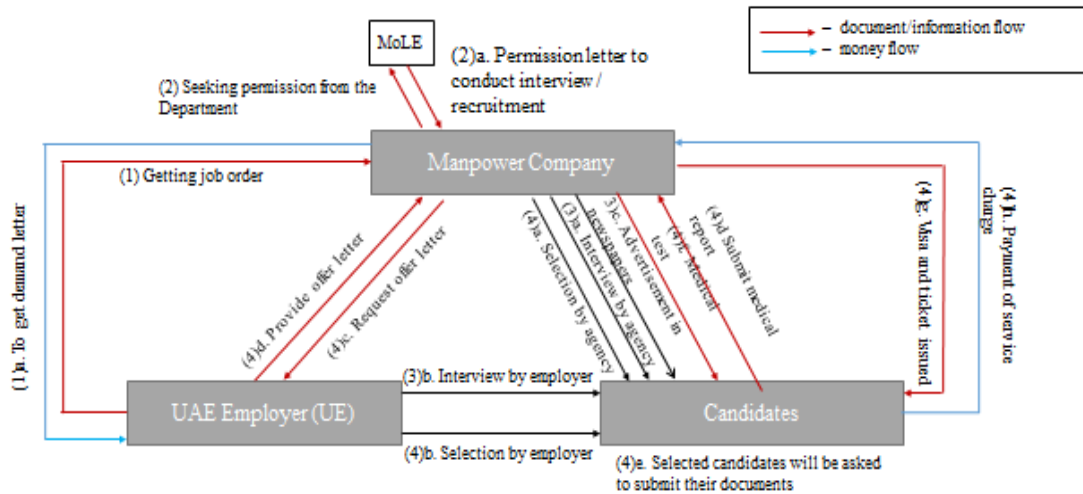 – document/information flow
– money flow
MoLE
(2)a. Permission letter to
conduct interview/
recruitment
(2) Seeking permission from the
Department
Manpower Company
(1) Getting job order
(1)a. To get demand letter
(4)d. Provide offer letter
(4)c. Request offer letter
(4)a. Selection by
agency
(3)a. Interview by agency
newspapers
3)c. Advertisement in
test
(4)f. Medical
report
(4)d Submit medical
(4)g. Visa and ticket issued
(4)h. Payment of service
charge
UAE Employer (UE)
(3)b. Interview by employer
(4)b. Selection by employer
Candidates
(4)e. Selected candidates will be asked
to submit their documents